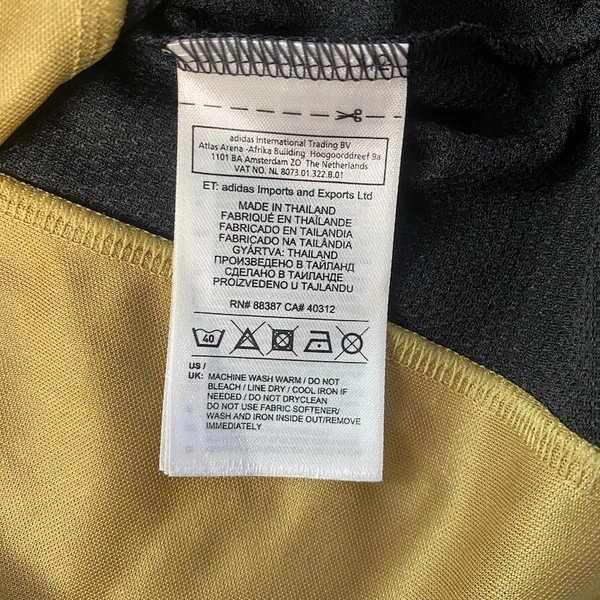 adidas International Trading BV
Atlas Arena -Afrika Building Hoogoorddreef 9a
1101 BA Amsterdam ZO The Netherlands
VAT NO. NL 8073.01.322.B.01
ET: adidas Imports and Exports Ltd
MADE IN THAILAND
FABRIQUÉ EN THAÏLANDE
FABRICADO EN TAILANDIA
FABRICADO NA TAILÂNDIA
GYÁRTVA: THAILAND
ПРОИЗВЕДЕНО В ТАЙЛАНД
СДЕЛАНО В ТАИЛАНДЕ
PROIZVEDENO U TAJLANDU
RN# 88387 CA# 40312
40
US /
UK: MACHINE WASH WARM / DO NOT
BLEACH / LINE DRY / COOL IRON IF
NEEDED / DO NOT DRYCLEAN
DO NOT USE FABRIC SOFTENER/
WASH AND IRON INSIDE OUT/REMOVE
IMMEDIATELY